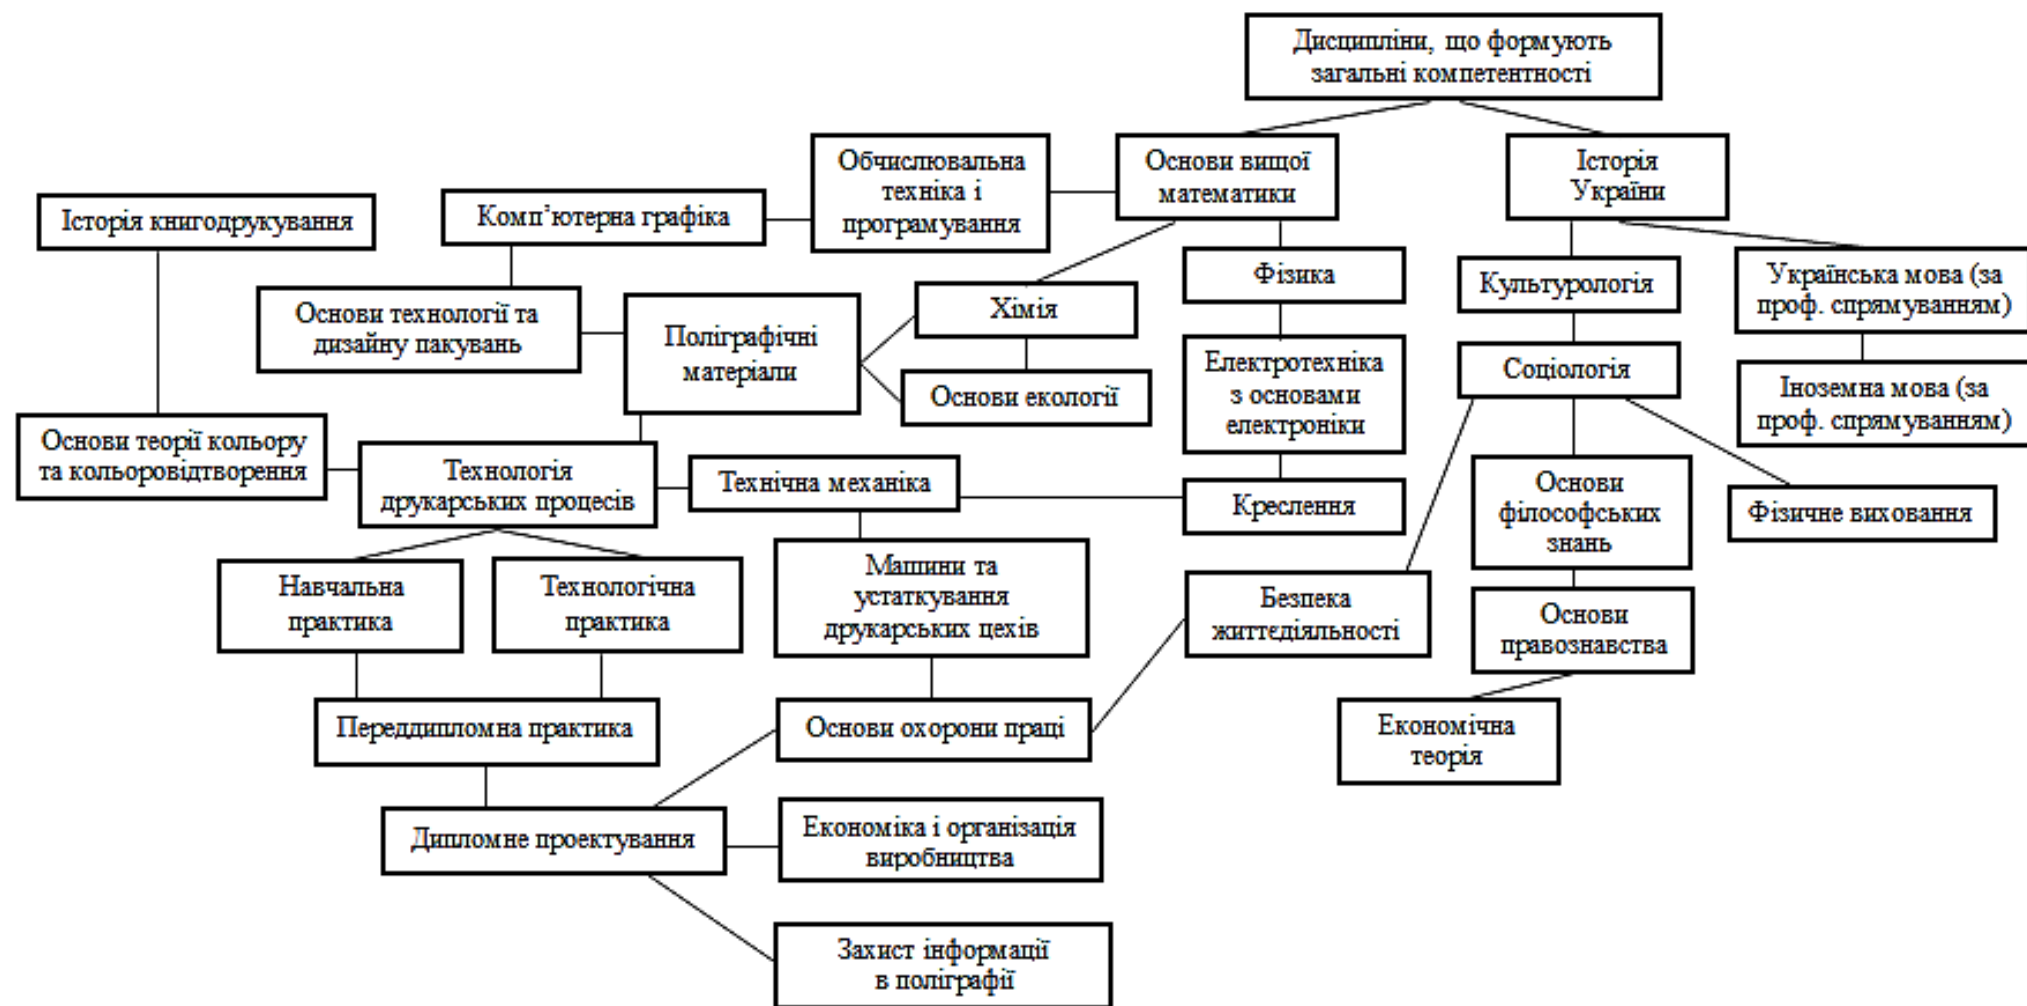 Дисципліни, що формують
загальні компетентності
Обчислювальна
техніка і
програмування
Основи вищої
математики
Історія
України
Історія книгодрукування
Комп’ютерна графіка
Фізика
Культурологія
Українська мова (за
проф. спрямуванням)
Основи технології та
дизайну пакувань
Поліграфічні
матеріали
Хімія
Основи екології
Електротехніка
з основами
електроніки
Соціологія
Іноземна мова (за
проф. спрямуванням)
Основи теорії кольору
та кольоровідтворення
Технологія
друкарських процесів
Технічна механіка
Креслення
Основи
філософських
знань
Фізичне виховання
Навчальна
практика
Технологічна
практика
Машини та
устаткування
друкарських цехів
Безпека
життєдіяльності
Основи
правознавства
Переддипломна практика
Основи охорони праці
Економічна
теорія
Дипломне проектування
Економіка і організація
виробництва
Захист інформації
в поліграфії